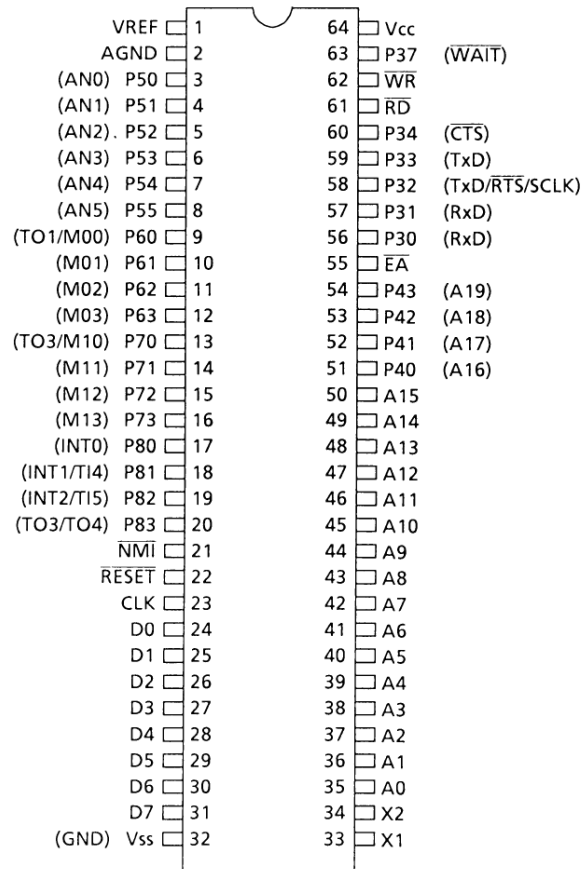 VREF 1 64 Vcc
AGND 2 63 P37 (WAIT)
(AN0) P50 3 62 WR
(AN1) P51 4 61 RD
(AN2) P52 5 60 P34 (CTS)
(AN3) P53 6 59 P33 (TxD)
(AN4) P54 7 58 P32 (TxD/RTS/SCLK)
(AN5) P55 8 57 P31 (RxD)
(TO1/M00) P60 9 56 P30 (RxD)
(M01) P61 10 55 EA
(M02) P62 11 54 P43 (A19)
(M03) P63 12 53 P42 (A18)
(TO3/M10) P70 13 52 P41 (A17)
(M11) P71 14 51 P40 (A16)
(M12) P72 15 50 A15
(M13) P73 16 49 A14
(INT0) P80 17 48 A13
(INT1/TI4) P81 18 47 A12
(INT2/TI5) P82 19 46 A11
(TO3/TO4) P83 20 45 A10
NMI 21 44 A9
RESET 22 43 A8
CLK 23 42 A7
D0 24 41 A6
D1 25 40 A5
D2 26 39 A4
D3 27 38 A3
D4 28 37 A2
D5 29 36 A1
D6 30 35 A0
D7 31 34 X2
(GND) Vss 32 33 X1